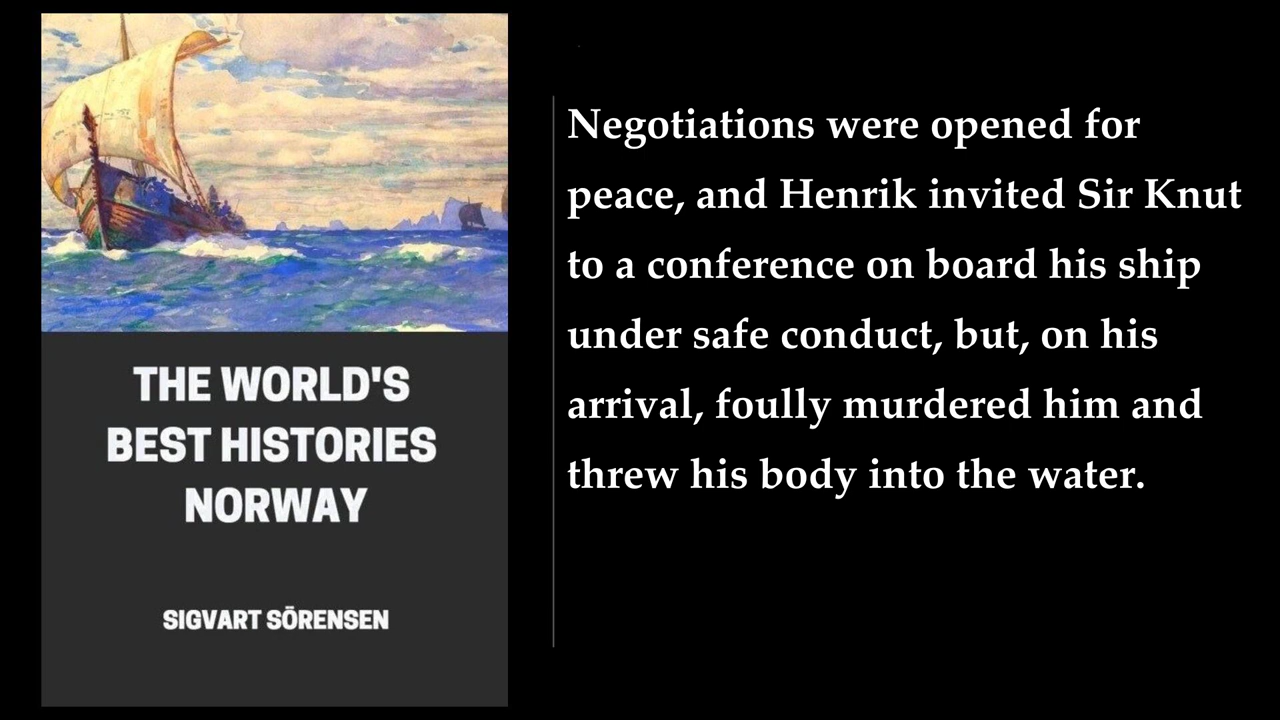 THE WORLD'S
BEST HISTORIES
NORWAY
SIGVART SÖRENSEN
Negotiations were opened for
peace, and Henrik invited Sir Knut
to a conference on board his ship
under safe conduct, but, on his
arrival, foully murdered him and
threw his body into the water.